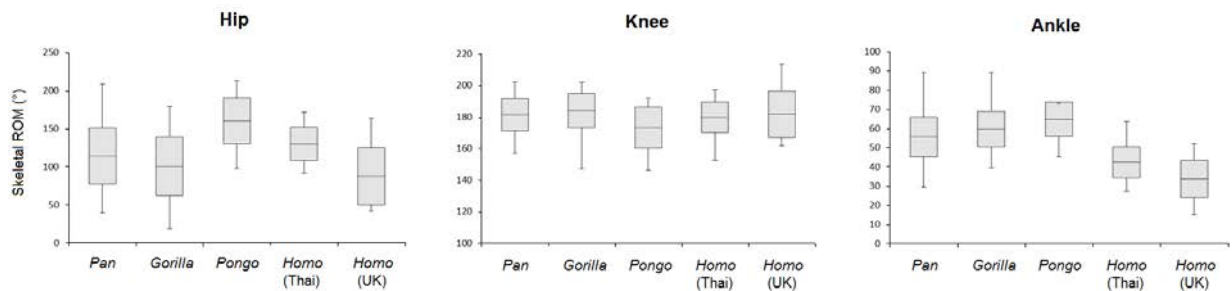 Hip
Skeletal ROM (°)
250
200
150
100
50
0
Pan
Gorilla
Pongo
Homo
(Thai)
Homo
(UK)
Knee
220
200
180
160
140
120
100
Pan
Gorilla
Pongo
Homo
(Thai)
Homo
(UK)
Ankle
100
90
80
70
60
50
40
30
20
10
0
Pan
Gorilla
Pongo
Homo
(Thai)
Homo
(UK)